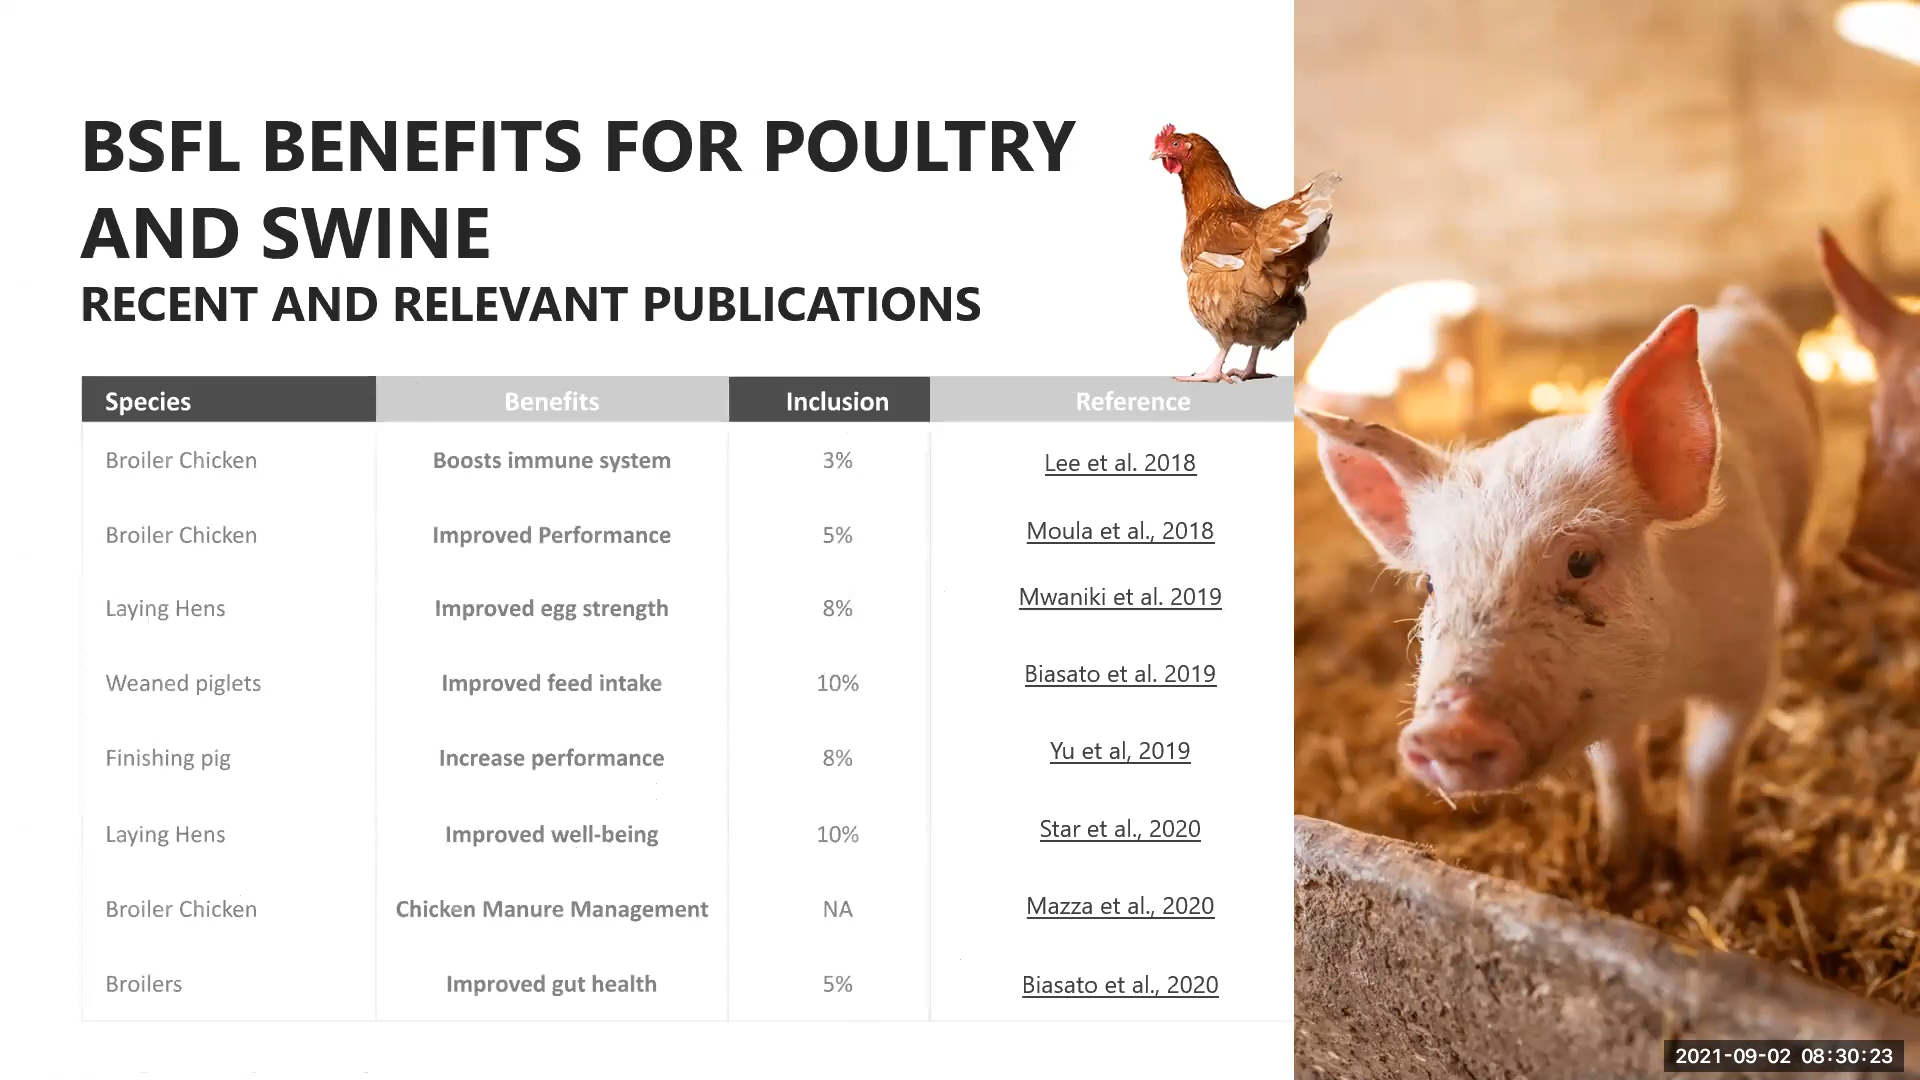 BSFL BENEFITS FOR POULTRY
AND SWINE
RECENT AND RELEVANT PUBLICATIONS
Species Benefits Inclusion Reference
Broiler Chicken Boosts immune system 3% Lee et al. 2018
Broiler Chicken Improved Performance 5% Moula et al., 2018
Laying Hens Improved egg strength 8% Mwaniki et al. 2019
Weaned piglets Improved feed intake 10% Biasato et al. 2019
Finishing pig Increase performance 8% Yu et al, 2019
Laying Hens Improved well-being 10% Star et al., 2020
Broiler Chicken Chicken Manure Management NA Mazza et al., 2020
Broilers Improved gut health 5% Biasato et al., 2020
2021-09-02 08:30:23